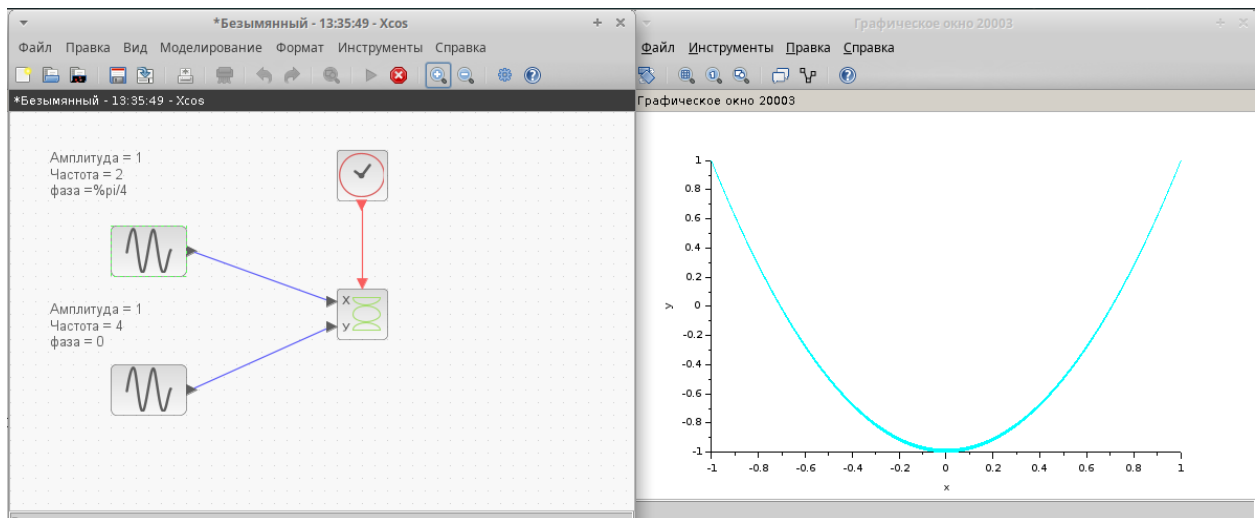 *Безымянный - 13:35:49 - Xcos
Файл Правка Вид Моделирование Формат Инструменты Справка
*Безымянный - 13:35:49 - Xcos
Амплитуда = 1
Частота = 2
фаза =%pi/4
Амплитуда = 1
Частота = 4
фаза = 0
X
У
Графическое окно 20003
Файл Инструменты Правка Справка
Графическое окно 20003
1
0.8
0.6
0.4
0.2
0
-0.2
-0.4
-0.6
-0.8
-1
y
-1 -0.8 -0.6 -0.4 -0.2 0 0.2 0.4 0.6 0.8 1
x